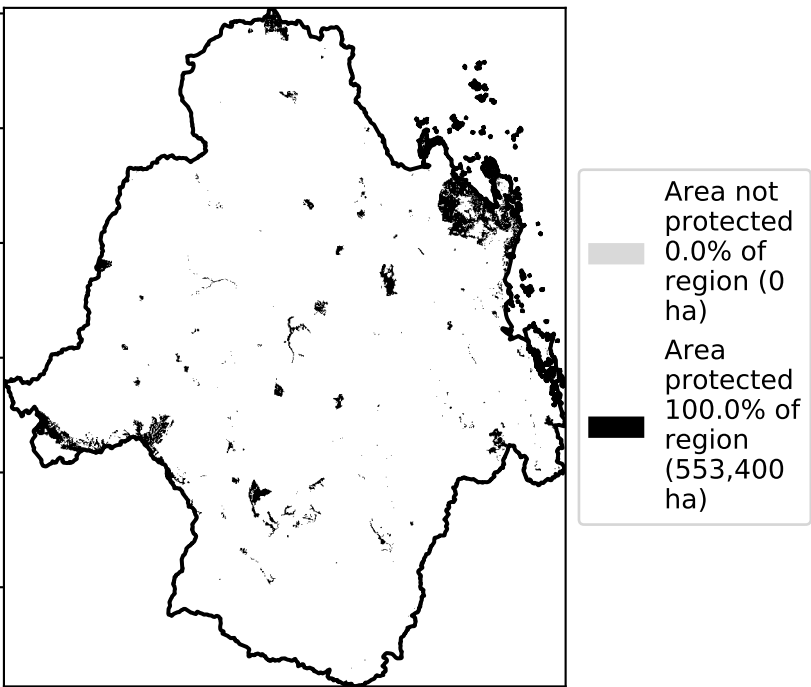 Area not
protected
0.0% of
region (0
ha)
Area
protected
100.0% of
region
(553,400
ha)